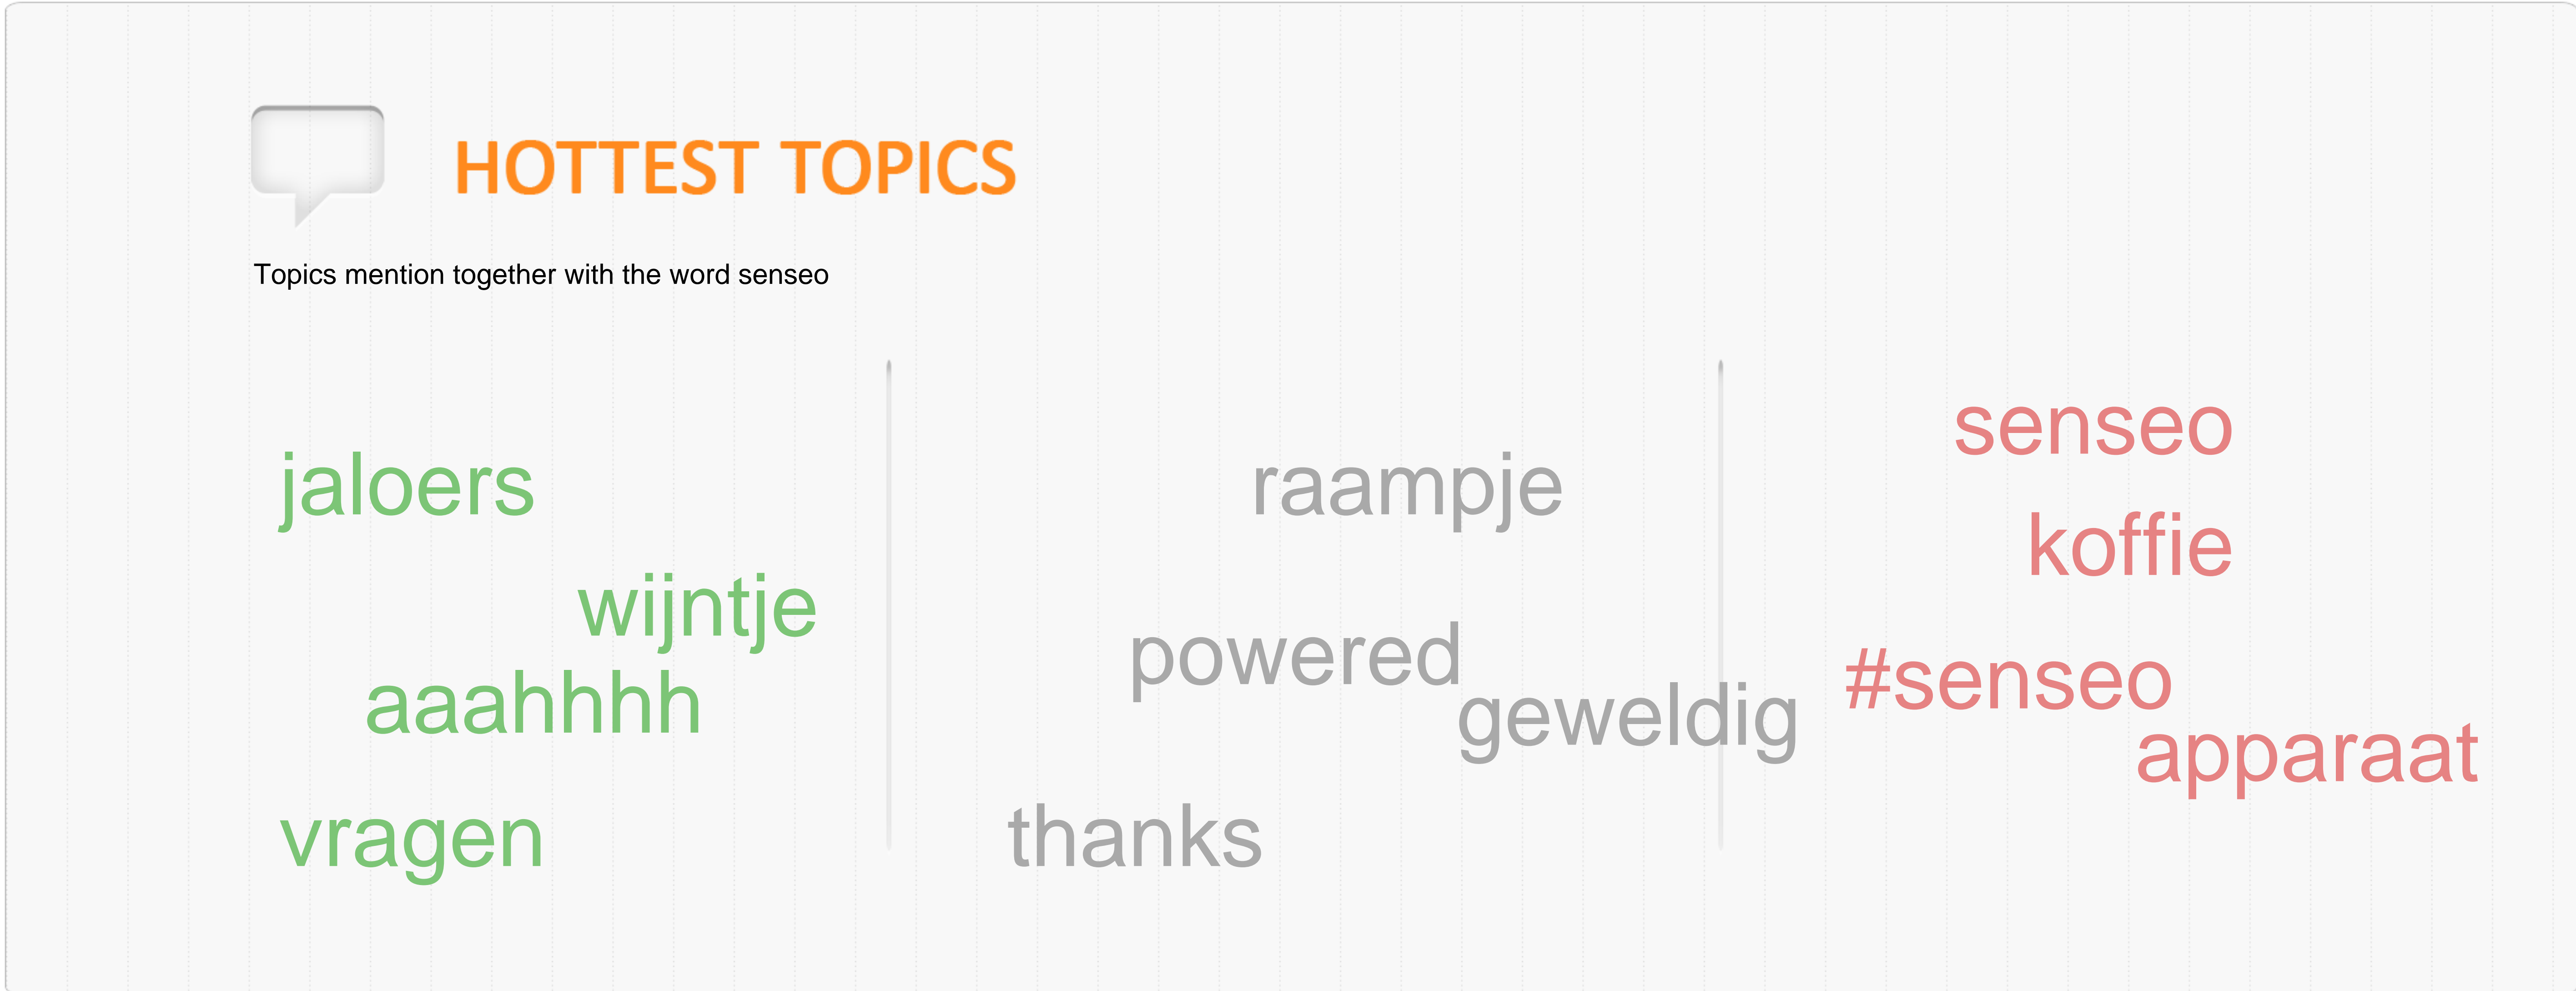 HOTTEST TOPICS
Topics mention together with the word senseo
jaloers
wijntje
aaahhhh
vragen
raampje
powered
geweldig
thanks
senseo
koffie
#senseo
apparaat